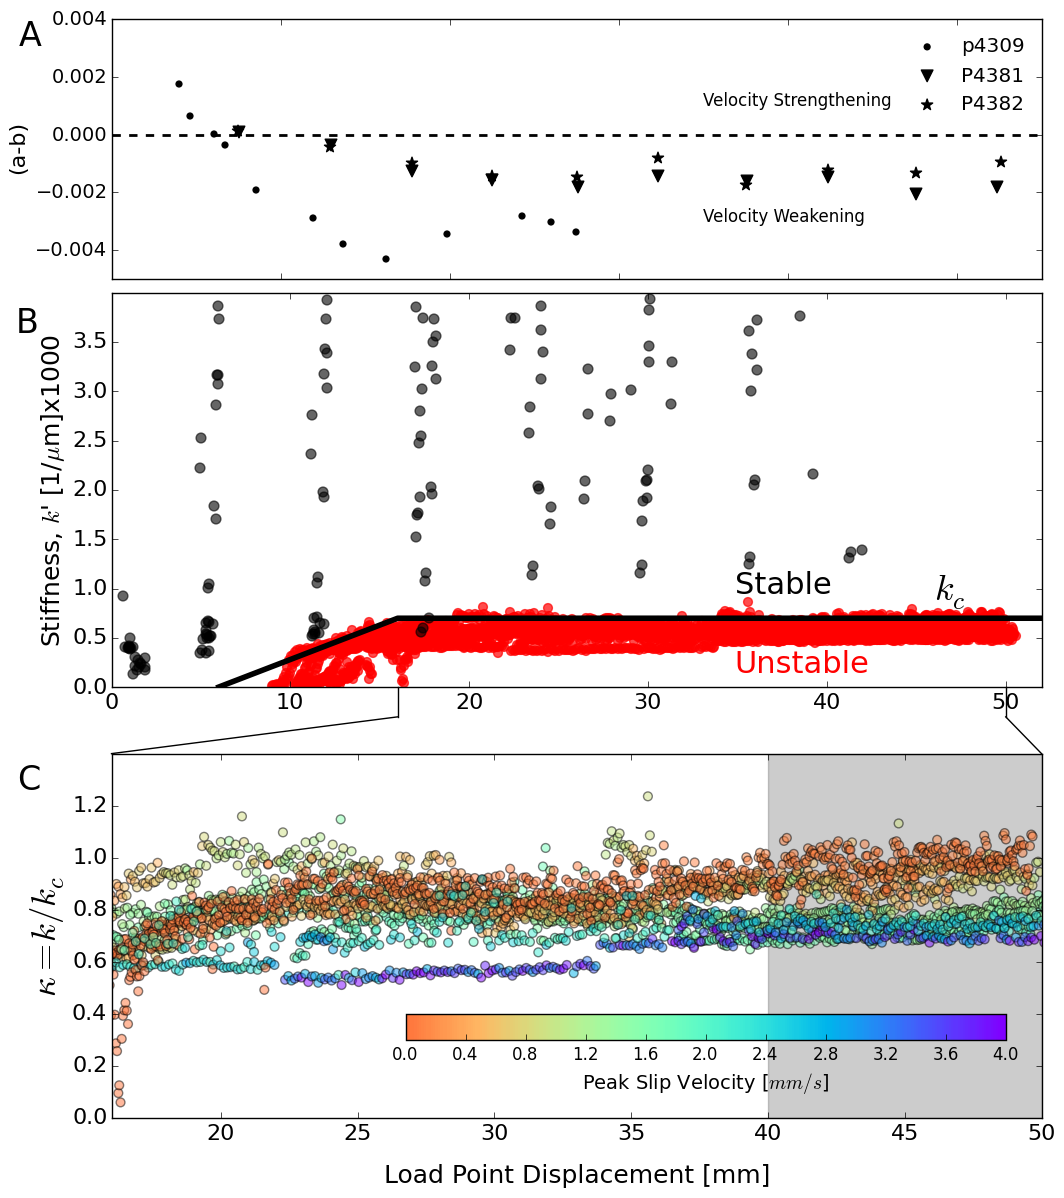 A
0.004
0.002
0.000
−0.002
−0.004
(a-b)
p4309
P4381
P4382
Velocity Strengthening
Velocity Weakening
B
3.5
3.0
2.5
2.0
1.5
1.0
0.5
0.0
Stiffness, k' [1/μm]x1000
Stable
k_c
Unstable
0 10 20 30 40 50
C
1.2
1.0
0.8
0.6
0.4
0.2
0.0
κ=k/k_c
0.0 0.4 0.8 1.2 1.6 2.0 2.4 2.8 3.2 3.6 4.0
Peak Slip Velocity [mm/s]
20 25 30 35 40 45 50
Load Point Displacement [mm]